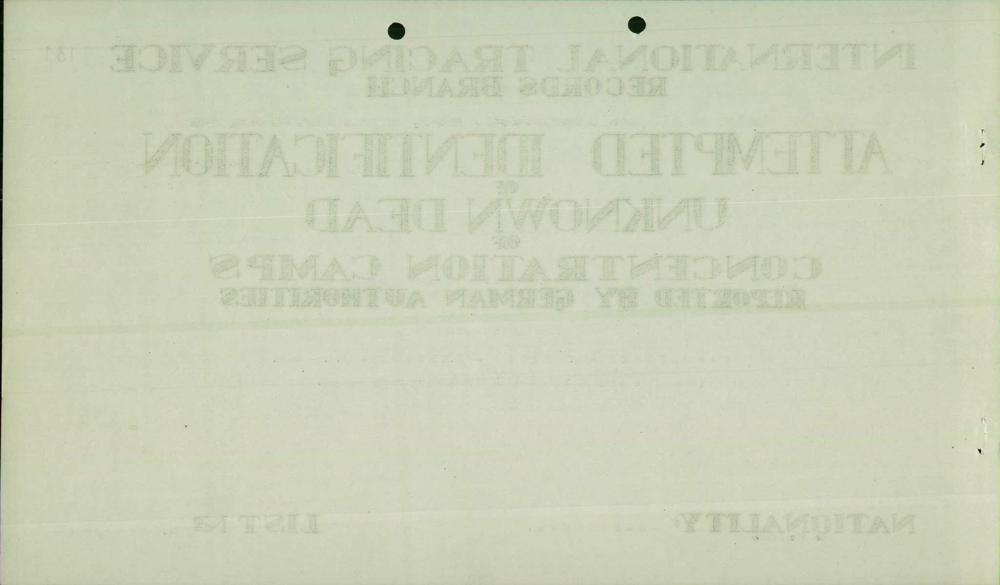 INTERNATIONAL TRACING SERVICE
RECORDS BRANCH
ATTEMPTED IDENTIFICATION
OF
UNKNOWN DEAD
OF
CONCENTRATION CAMPS
REPORTED BY GERMAN AUTHORITIES
NATIONALITY: LIST №